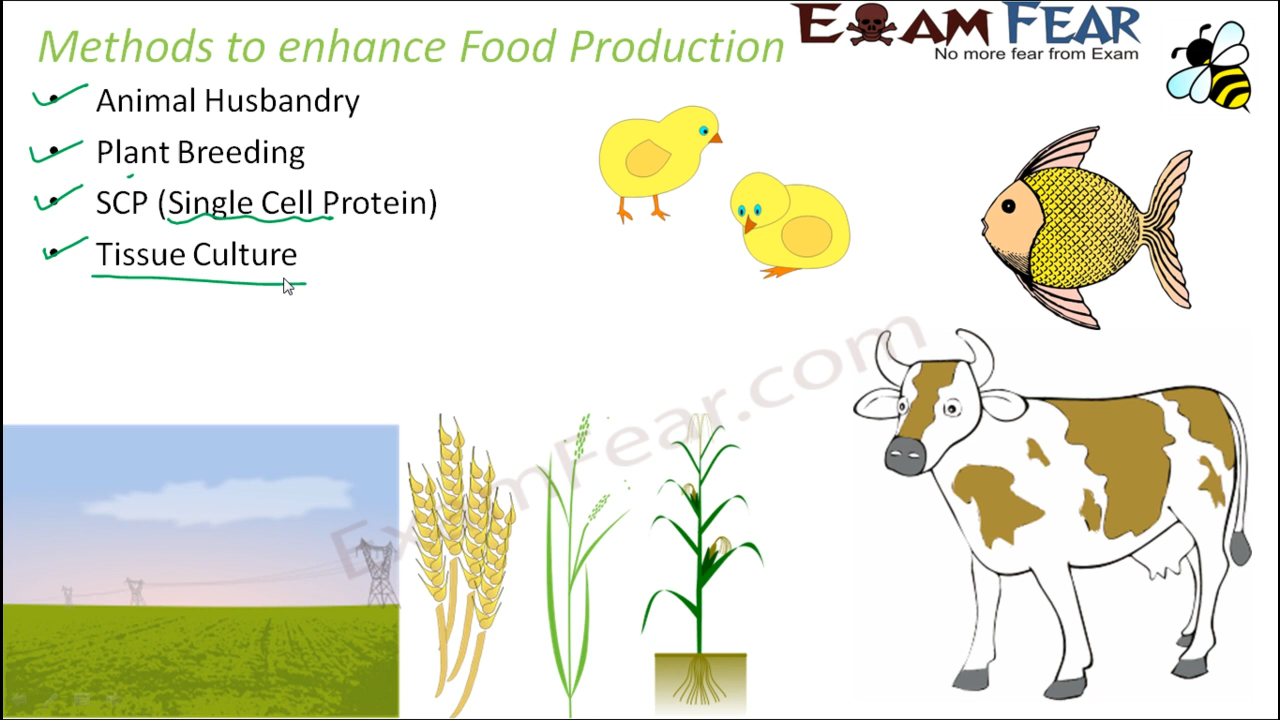 Methods to enhance Food Production
EXAM FEAR
No more fear from Exam
Animal Husbandry
Plant Breeding
SCP (Single Cell Protein)
Tissue Culture
ExamFear.com